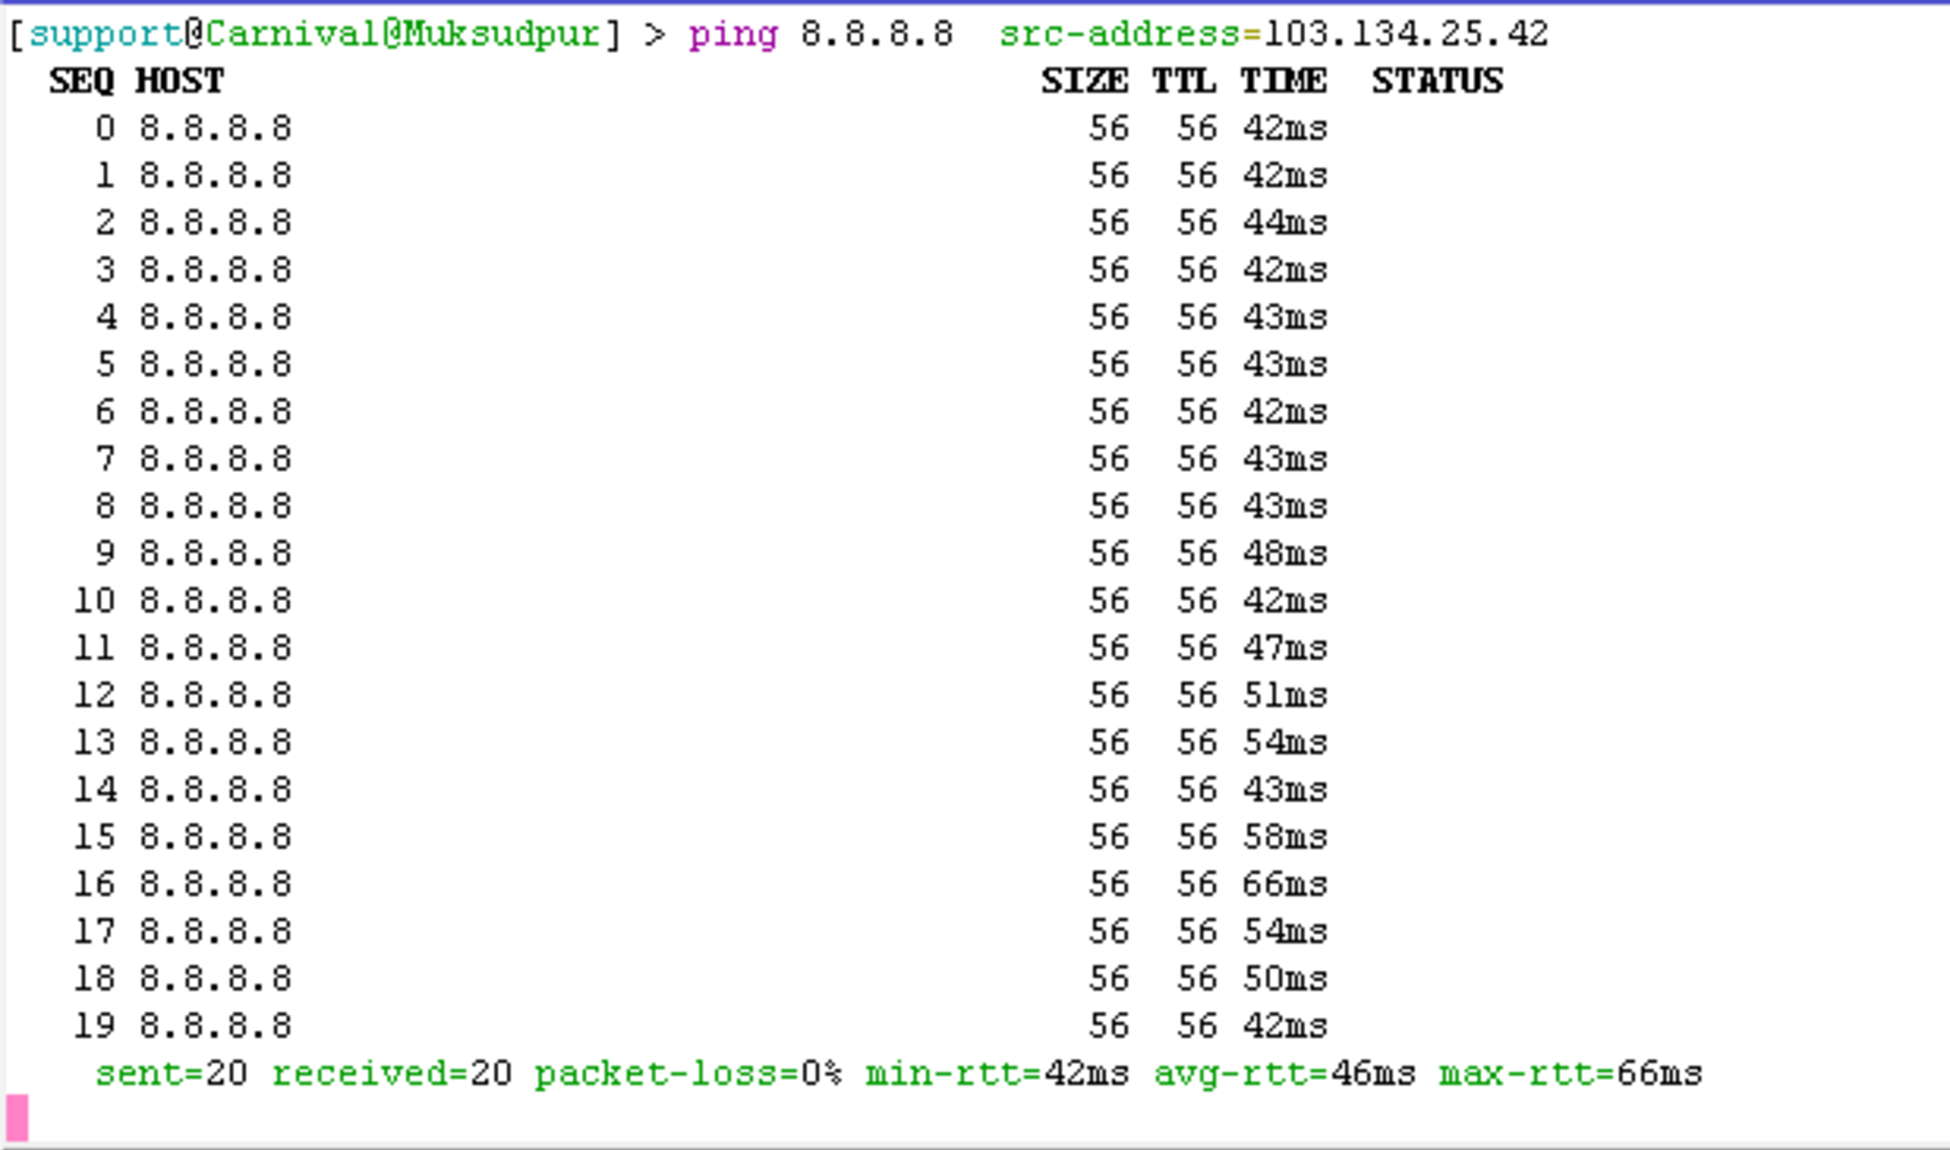 [support@Carnival@Muksudpur] > ping 8.8.8.8  src-address=103.134.25.42
SEQ HOST SIZE TTL TIME STATUS
0 8.8.8.8 56 56 42ms
1 8.8.8.8 56 56 42ms
2 8.8.8.8 56 56 44ms
3 8.8.8.8 56 56 42ms
4 8.8.8.8 56 56 43ms
5 8.8.8.8 56 56 43ms
6 8.8.8.8 56 56 42ms
7 8.8.8.8 56 56 43ms
8 8.8.8.8 56 56 43ms
9 8.8.8.8 56 56 48ms
10 8.8.8.8 56 56 42ms
11 8.8.8.8 56 56 47ms
12 8.8.8.8 56 56 51ms
13 8.8.8.8 56 56 54ms
14 8.8.8.8 56 56 43ms
15 8.8.8.8 56 56 58ms
16 8.8.8.8 56 56 66ms
17 8.8.8.8 56 56 54ms
18 8.8.8.8 56 56 50ms
19 8.8.8.8 56 56 42ms
sent=20 received=20 packet-loss=0% min-rtt=42ms avg-rtt=46ms max-rtt=66ms